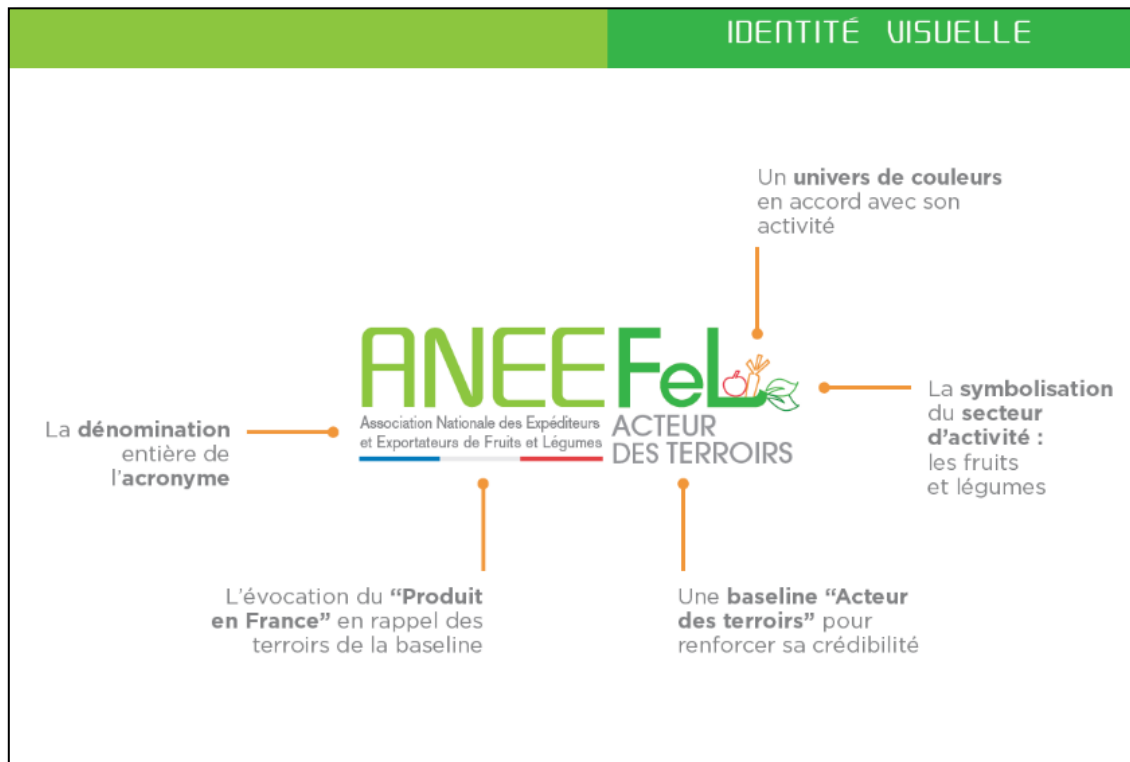 IDENTITÉ VISUELLE
Un univers de couleurs
en accord avec son
activité
ANEEFeL
Association Nationale des Expéditeurs
et Exportateurs de Fruits et Légumes
ACTEUR
DES TERROIRS
La dénomination
entière de
l'acronyme
La symbolisation
du secteur
d'activité :
les fruits
et légumes
L'évocation du “Produit
en France” en rappel des
terroirs de la baseline
Une baseline “Acteur
des terroirs” pour
renforcer sa crédibilité